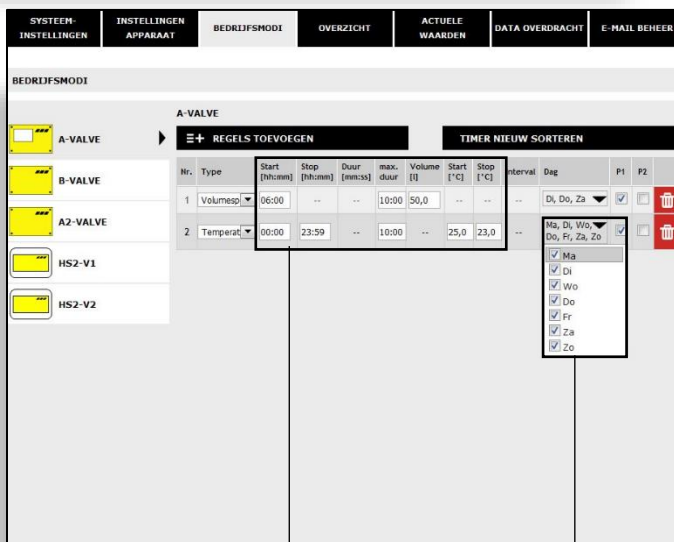 SYSTEEM-
INSTELLINGEN
INSTELLINGEN
APPARAAT
BEDRIJFSMODI
OVERZICHT
ACTUELE
WAARDEN
DATA OVERDRACHT
E-MAIL BEHEER
BEDRIJFSMODI
A-VALVE
B-VALVE
A2-VALVE
HS2-V1
HS2-V2
A-VALVE
REGELS TOEVOEGEN
TIMER NIEUW SORTEREN
Nr. Type Start [hh:mm] Stop [hh:mm] Duur [mm:ss] max. duur Volume [l] Start [°C] Stop [°C] nterval Dag P1 P2
1 Volumesp 06:00 -- -- 10:00 50,0 -- -- -- Di, Do, Za
2 Temperat 00:00 23:59 -- 10:00 -- 25,0 23,0 -- Ma, Di, Wo,
Do, Fr, Za, Zo
Ma
Di
Wo
Do
Fr
Za
Zo